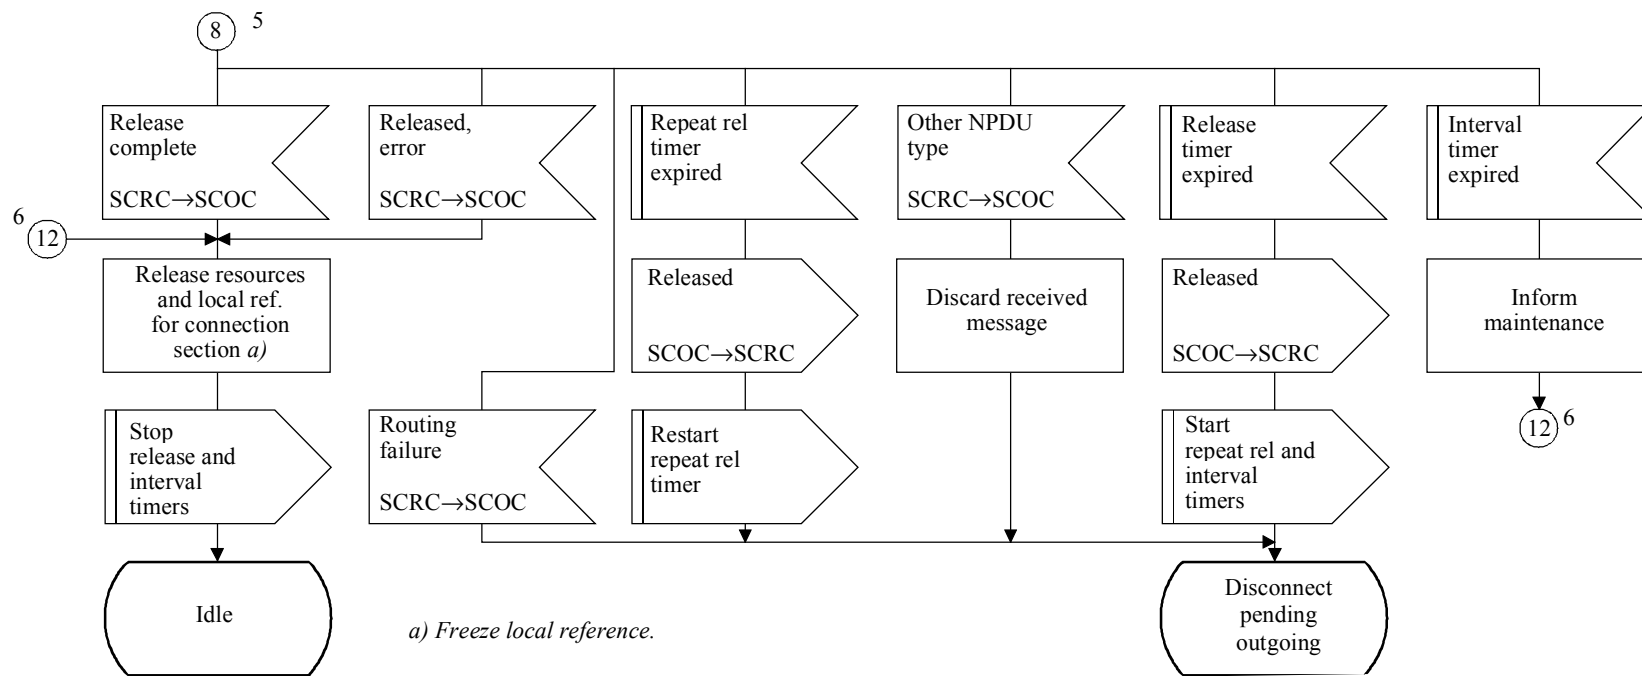 8
5
Release
complete
SCRC→SCOC
Released,
error
SCRC→SCOC
Repeat rel
timer
expired
Other NPDU
type
SCRC→SCOC
Release
timer
expired
Interval
timer
expired
6
12
Release resources
and local ref.
for connection
section a)
Released
SCOC→SCRC
Discard received
message
Released
SCOC→SCRC
Inform
maintenance
Stop
release and
interval
timers
Routing
failure
SCRC→SCOC
Restart
repeat rel
timer
Start
repeat rel and
interval
timers
12
6
Idle
a) Freeze local reference.
Disconnect
pending
outgoing